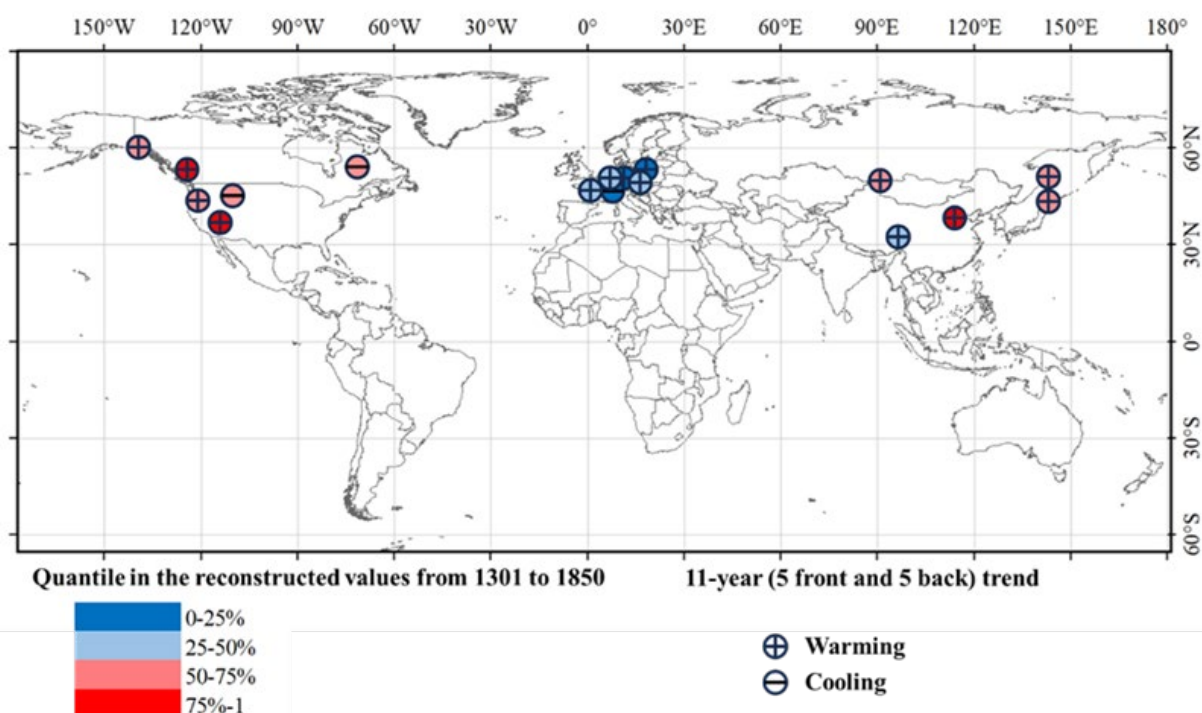 150°W 120°W 90°W 60°W 30°W 0° 30°E 60°E 90°E 120°E 150°E 180°
60°N
30°N
0°
30°S
60°S
Quantile in the reconstructed values from 1301 to 1850
11-year (5 front and 5 back) trend
0-25%
25-50%
50-75%
75%-1
Warming
Cooling